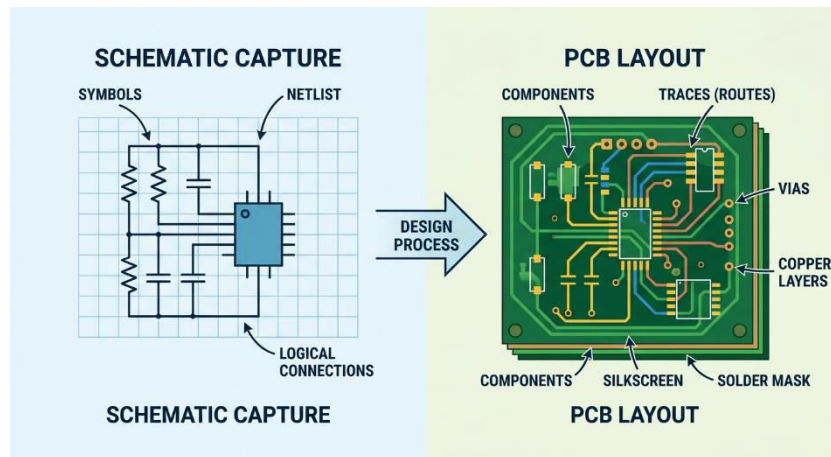 SCHEMATIC CAPTURE
SYMBOLS
NETLIST
LOGICAL
CONNECTIONS
SCHEMATIC CAPTURE
DESIGN
PROCESS
PCB LAYOUT
COMPONENTS
TRACES (ROUTES)
VIAS
COPPER
LAYERS
COMPONENTS
SILKSCREEN
SOLDER MASK
PCB LAYOUT